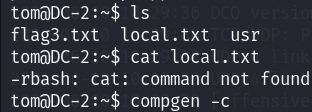 tom@DC-2:~$ ls
flag3.txt local.txt usr
tom@DC-2:~$ cat local.txt
-rbash: cat: command not found
tom@DC-2:~$ compgen -c